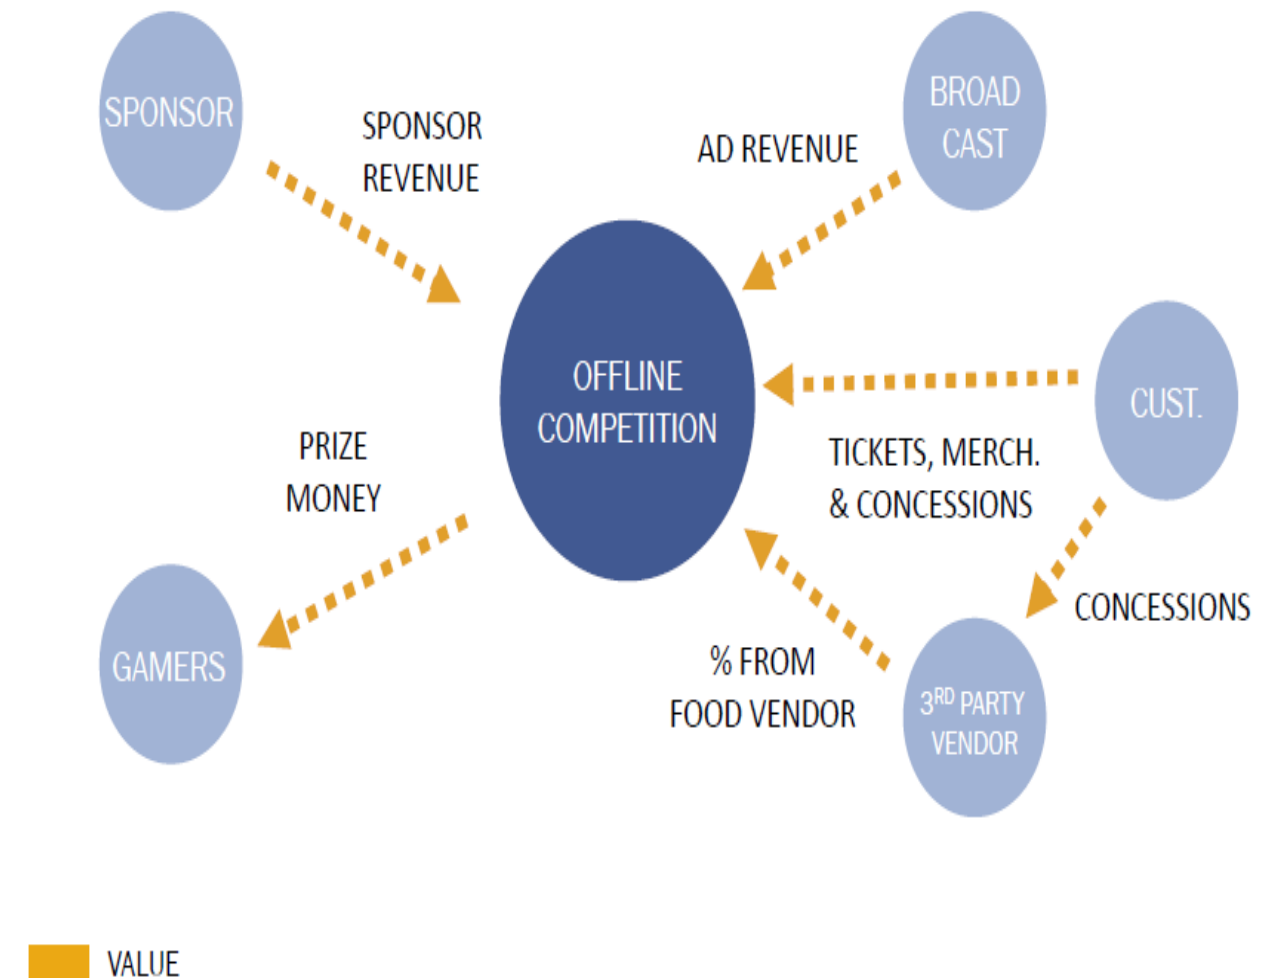 SPONSOR
SPONSOR
REVENUE
AD REVENUE
BROAD
CAST
OFFLINE
COMPETITION
CUST.
TICKETS, MERCH.
& CONCESSIONS
PRIZE
MONEY
CONCESSIONS
GAMERS
% FROM
FOOD VENDOR
3RD PARTY
VENDOR
VALUE